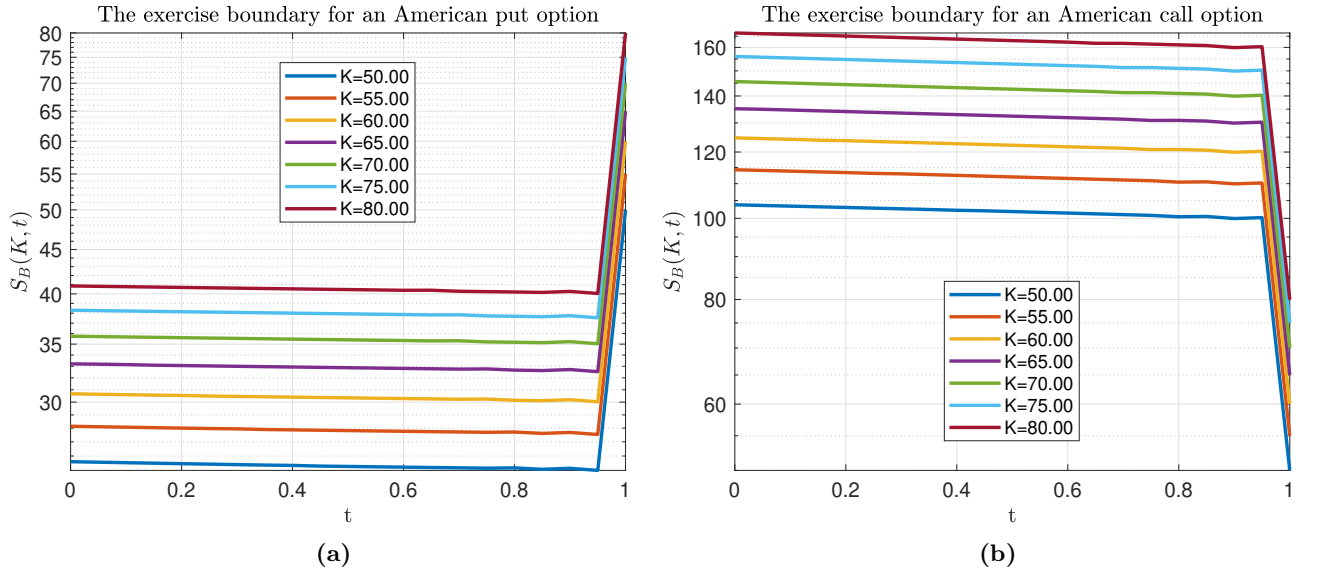 The exercise boundary for an American put option
80
75
70
65
60
55
50
45
40
35
30
S_B(K, t)
K=50.00
K=55.00
K=60.00
K=65.00
K=70.00
K=75.00
K=80.00
0 0.2 0.4 0.6 0.8 1
t
(a)
The exercise boundary for an American call option
160
140
120
100
80
60
S_B(K, t)
K=50.00
K=55.00
K=60.00
K=65.00
K=70.00
K=75.00
K=80.00
0 0.2 0.4 0.6 0.8 1
t
(b)